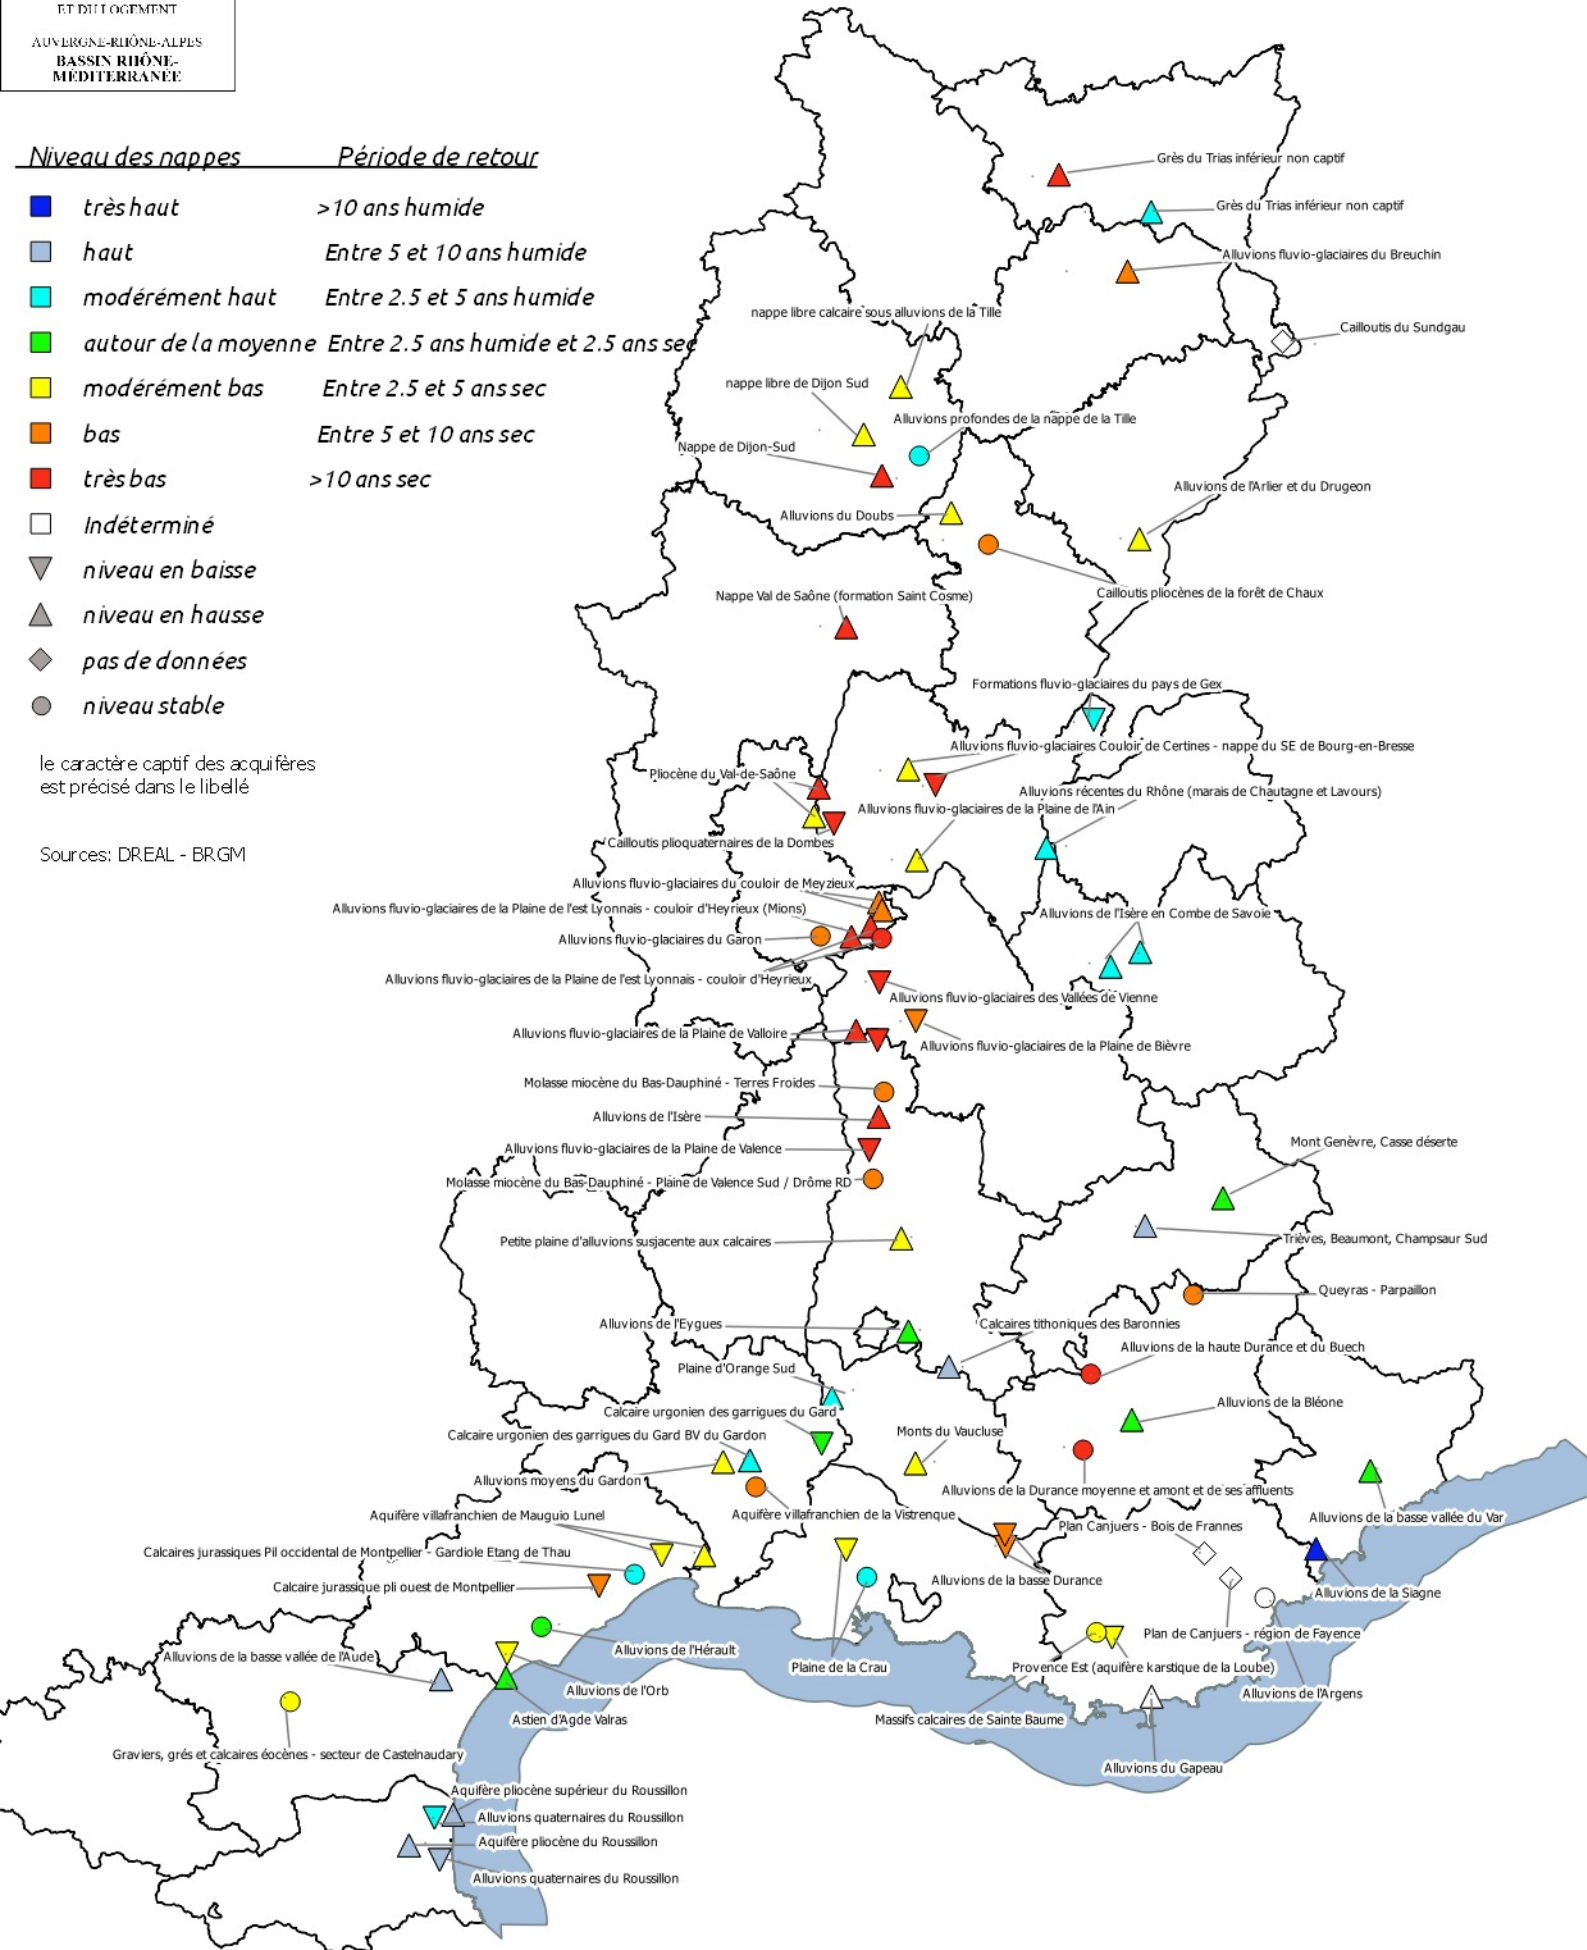 ET DU LOGEMENT
AUVERGNE-RHÔNE-ALPES
BASSIN RHÔNE-
MÉDITERRANÉE
Niveau des nappes Période de retour
très haut >10 ans humide
haut Entre 5 et 10 ans humide
modérément haut Entre 2.5 et 5 ans humide
autour de la moyenne Entre 2.5 ans humide et 2.5 ans sec
modérément bas Entre 2.5 et 5 ans sec
bas Entre 5 et 10 ans sec
très bas >10 ans sec
Indéterminé
niveau en baisse
niveau en hausse
pas de données
niveau stable
le caractère captif des acquifères
est précisé dans le libellé
Sources: DREAL - BRGM
Grès du Trias inférieur non captif
Grès du Trias inférieur non captif
Alluvions fluvio-glaciaires du Breuchin
nappe libre calcaire sous alluvions de la Tille
Cailloutis du Sundgau
nappe libre de Dijon Sud
Alluvions profondes de la nappe de la Tille
Nappe de Dijon-Sud
Alluvions de l'Arlier et du Drugeon
Alluvions du Doubs
Cailloutis pliocènes de la forêt de Chaux
Nappe Val de Saône (formation Saint Cosme)
Formations fluvio-glaciaires du pays de Gex
Alluvions fluvio-glaciaires Couloir de Certines - nappe du SE de Bourg-en-Bresse
Pliocène du Val-de-Saône
Alluvions récentes du Rhône (marais de Chautagne et Lavours)
Alluvions fluvio-glaciaires de la Plaine de l'Ain
Cailloutis plioquaternaires de la Dombes
Alluvions fluvio-glaciaires du couloir de Meyzieux
Alluvions fluvio-glaciaires de la Plaine de l'est Lyonnais - couloir d'Heyrieux (Mions)
Alluvions de l'Isère en Combe de Savoie
Alluvions fluvio-glaciaires du Garon
Alluvions fluvio-glaciaires de la Plaine de l'est Lyonnais - couloir d'Heyrieux
Alluvions fluvio-glaciaires des Vallées de Vienne
Alluvions fluvio-glaciaires de la Plaine de Valloire
Alluvions fluvio-glaciaires de la Plaine de Bièvre
Molasse miocène du Bas-Dauphiné - Terres Froides
Alluvions de l'Isère
Mont Genèvre, Casse déserte
Alluvions fluvio-glaciaires de la Plaine de Valence
Molasse miocène du Bas-Dauphiné - Plaine de Valence Sud / Drôme RD
Petite plaine d'alluvions susjacente aux calcaires
Trièves, Beaumont, Champsaur Sud
Queyras - Parpaillon
Alluvions de l'Eygues
Calcaires tithoniques des Baronnies
Alluvions de la haute Durance et du Buech
Plaine d'Orange Sud
Alluvions de la Bléone
Calcaire urgonien des garrigues du Gard
Monts du Vaucluse
Calcaire urgonien des garrigues du Gard BV du Gardon
Alluvions moyens du Gardon
Alluvions de la Durance moyenne et amont et de ses affluents
Aquifère villafranchien de Mauguio Lunel
Aquifère villafranchien de la Vistrenque
Alluvions de la basse vallée du Var
Plan Canjuers - Bois de Frannes
Calcaires jurassiques Pil occidental de Montpellier - Gardiole Etang de Thau
Alluvions de la basse Durance
Calcaire jurassique pli ouest de Montpellier
Alluvions de la Siagne
Plan de Canjuers - région de Fayence
Alluvions de l'Hérault
Alluvions de la basse vallée de l'Aude
Plaine de la Crau
Provence Est (aquifère karstique de la Loube)
Alluvions de l'Orb
Alluvions de l'Argens
Astien d'Agde Valras
Massifs calcaires de Sainte Baume
Graviers, grés et calcaires éocènes - secteur de Castelnaudary
Alluvions du Gapeau
Aquifère pliocène supérieur du Roussillon
Alluvions quaternaires du Roussillon
Aquifère pliocène du Roussillon
Alluvions quaternaires du Roussillon